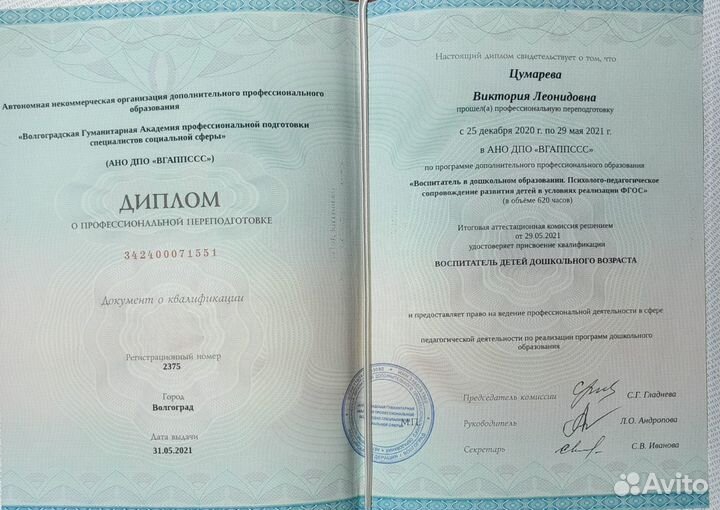 Автономная некоммерческая организация дополнительного профессионального
образования
«Волгоградская Гуманитарная Академия профессиональной подготовки
специалистов социальной сферы»
(АНО ДПО «ВГАППССС»)
ДИПЛОМ
О ПРОФЕССИОНАЛЬНОЙ ПЕРЕПОДГОТОВКЕ
342400071551
Документ о квалификации
Регистрационный номер
2375
Город
Волгоград
Дата выдачи
31.05.2021
Настоящий диплом свидетельствует о том, что
Цумарева
Виктория Леонидовна
прошел(а) профессиональную переподготовку
с 25 декабря 2020 г. по 29 мая 2021 г.
в АНО ДПО «ВГАППССС»
по программе дополнительного профессионального образования
«Воспитатель в дошкольном образовании. Психолого-педагогическое
сопровождение развития детей в условиях реализации ФГОС»
(в объёме 620 часов)
Итоговая аттестационная комиссия решением
от 29.05.2021
удостоверяет присвоение квалификации
ВОСПИТАТЕЛЬ ДЕТЕЙ ДОШКОЛЬНОГО ВОЗРАСТА
и предоставляет право на ведение профессиональной деятельности в сфере
педагогической деятельности по реализации программ дошкольного
образования
Председатель комиссии С.Г. Гладнева
М.П.
Руководитель Л.О. Андропова
Секретарь С.В. Иванова
Avito